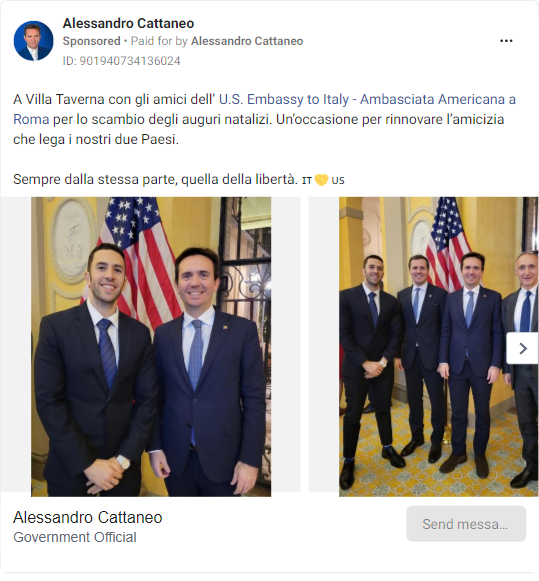 Alessandro Cattaneo
Sponsored • Paid for by Alessandro Cattaneo
ID: 901940734136024
A Villa Taverna con gli amici dell’ U.S. Embassy to Italy - Ambasciata Americana a
Roma per lo scambio degli auguri natalizi. Un’occasione per rinnovare l’amicizia
che lega i nostri due Paesi.
Sempre dalla stessa parte, quella della libertà. IT🤝US
Alessandro Cattaneo
Government Official
Send messa...